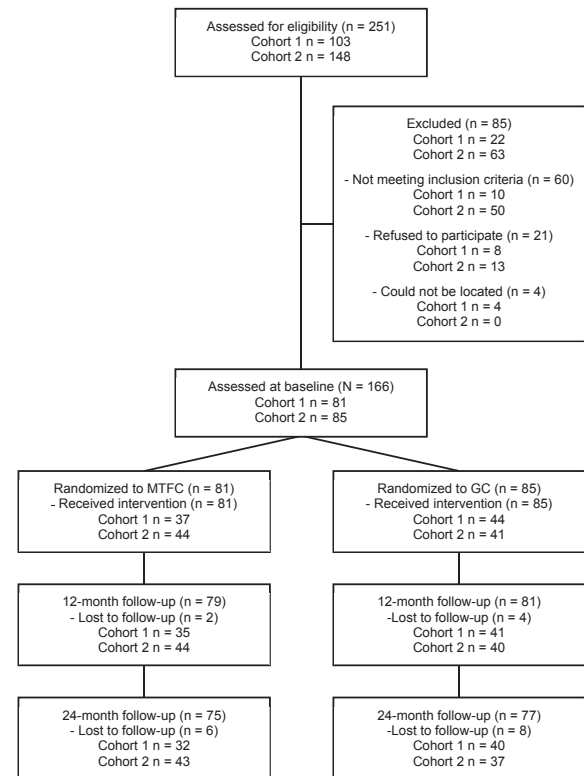 Assessed for eligibility (n = 251)
Cohort 1 n = 103
Cohort 2 n = 148
Excluded (n = 85)
Cohort 1 n = 22
Cohort 2 n = 63
- Not meeting inclusion criteria (n = 60)
Cohort 1 n = 10
Cohort 2 n = 50
- Refused to participate (n = 21)
Cohort 1 n = 8
Cohort 2 n = 13
- Could not be located (n = 4)
Cohort 1 n = 4
Cohort 2 n = 0
Assessed at baseline (N = 166)
Cohort 1 n = 81
Cohort 2 n = 85
Randomized to MTFC (n = 81)
- Received intervention (n = 81)
Cohort 1 n = 37
Cohort 2 n = 44
Randomized to GC (n = 85)
- Received intervention (n = 85)
Cohort 1 n = 44
Cohort 2 n = 41
12-month follow-up (n = 79)
- Lost to follow-up (n = 2)
Cohort 1 n = 35
Cohort 2 n = 44
12-month follow-up (n = 81)
-Lost to follow-up (n = 4)
Cohort 1 n = 41
Cohort 2 n = 40
24-month follow-up (n = 75)
- Lost to follow-up (n = 6)
Cohort 1 n = 32
Cohort 2 n = 43
24-month follow-up (n = 77)
-Lost to follow-up (n = 8)
Cohort 1 n = 40
Cohort 2 n = 37